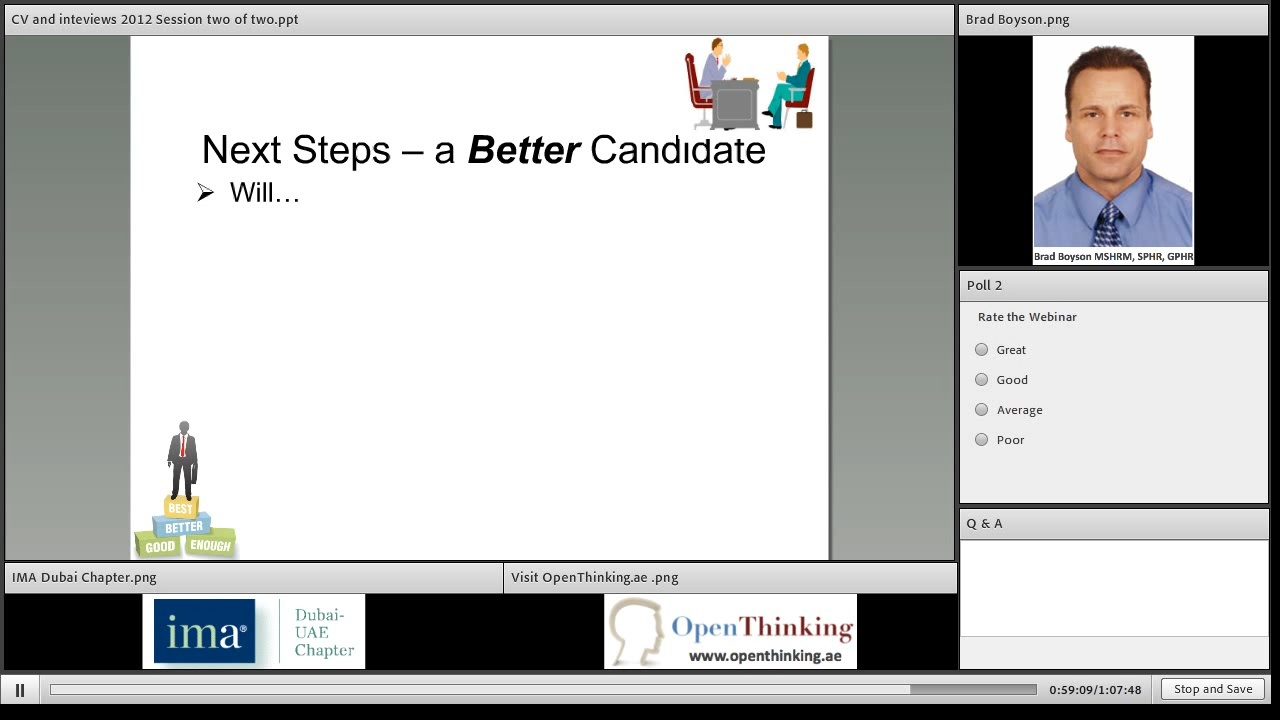 CV and inteviews 2012 Session two of two.ppt
Next Steps – a Better Candidate
Will...
BEST
BETTER
GOOD ENOUGH
Brad Boyson.png
Brad Boyson MSHRM, SPHR, GPHR
Poll 2
Rate the Webinar
Great
Good
Average
Poor
Q & A
IMA Dubai Chapter.png
ima®
Dubai-
UAE
Chapter
Visit OpenThinking.ae .png
OpenThinking
www.openthinking.ae
0:59:09/1:07:48
Stop and Save